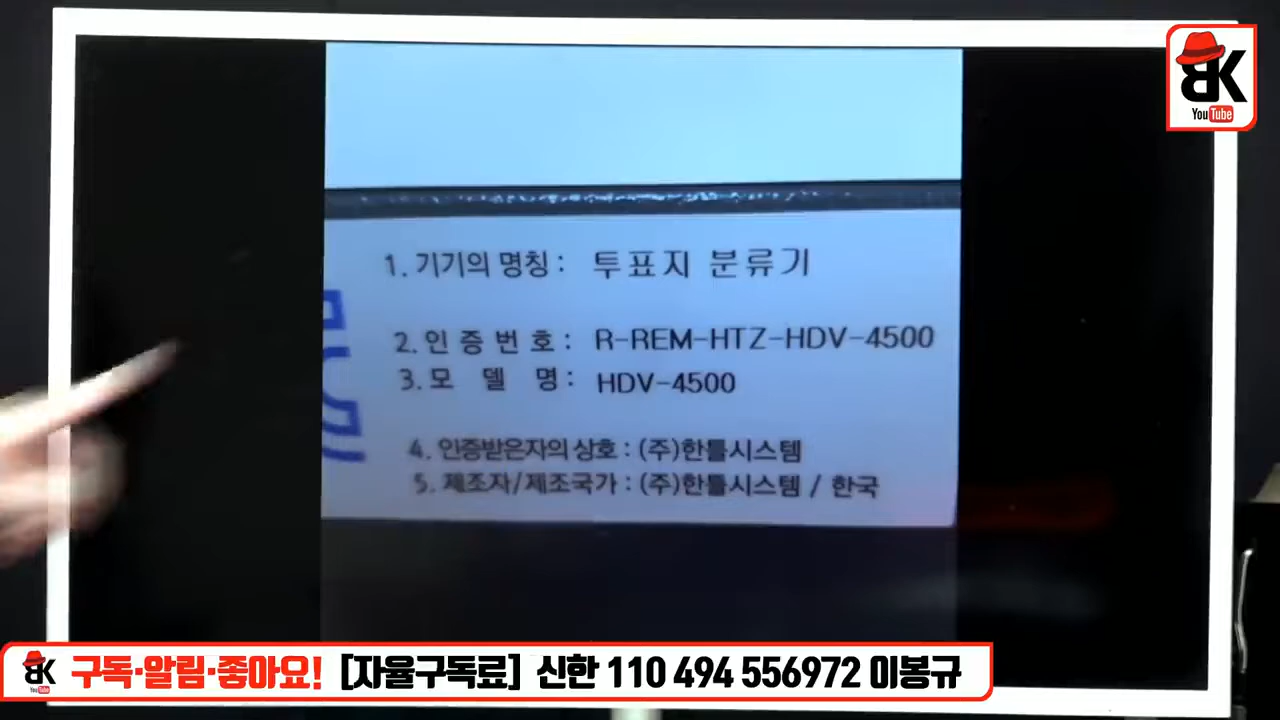 BK
YouTube
1. 기기의 명칭 : 투표지 분류기
2. 인 증 번 호 : R-REM-HTZ-HDV-4500
3. 모 델 명 : HDV-4500
4. 인증받은자의 상호 : (주)한틀시스템
5. 제조자/제조국가 : (주)한틀시스템 / 한국
BK
YouTube
구독·알림·좋아요! [자율구독료] 신한 110 494 556972 이봉규